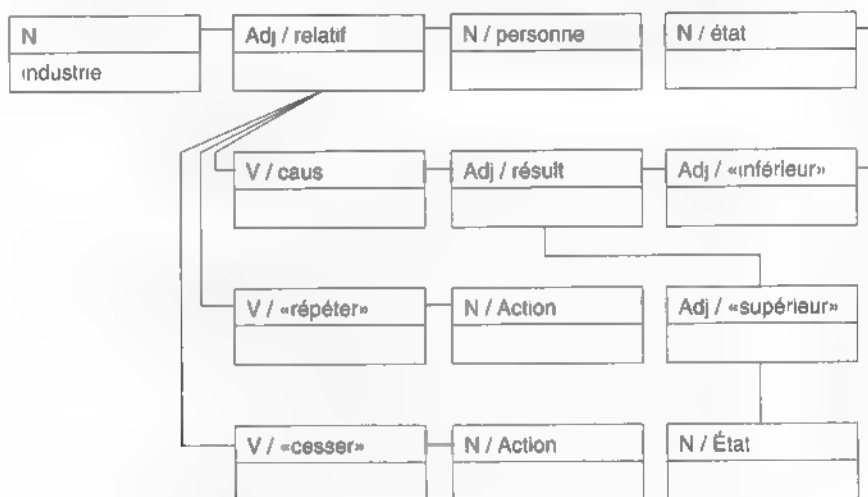 N
industrie
Adj / relatif
N / personne
N / état
V / caus
Adj / résult
Adj / «inférieur»
V / «répéter»
N / Action
Adj / «supérieur»
V / «cesser»
N / Action
N / État